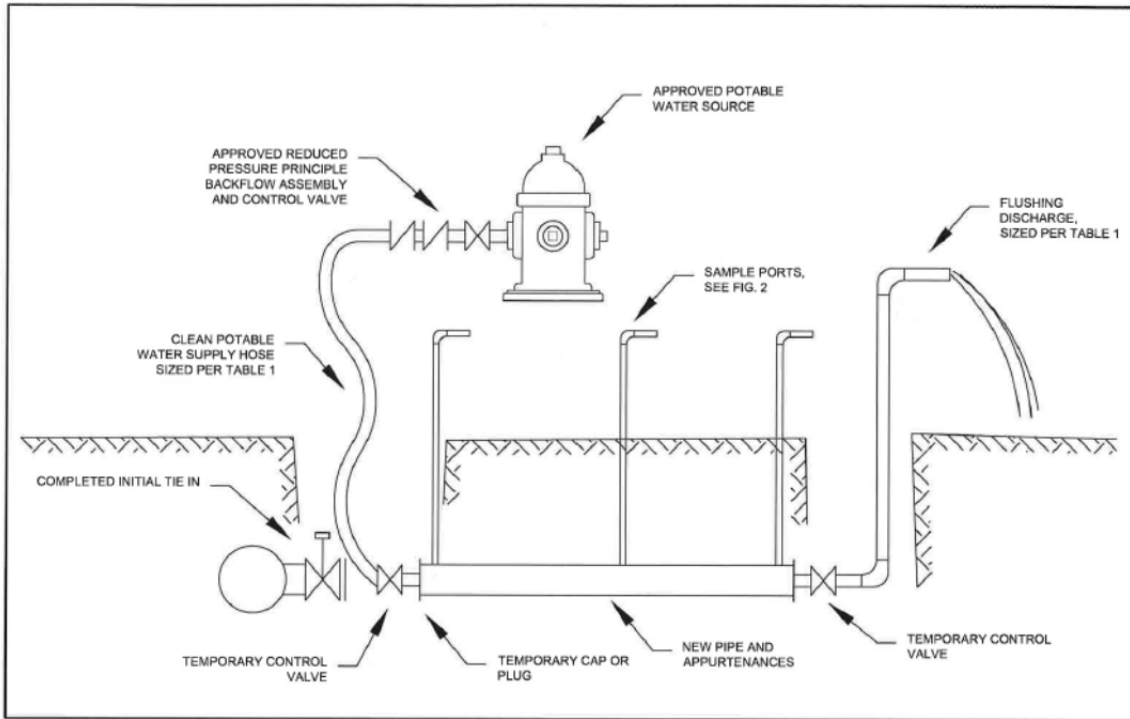 APPROVED POTABLE
WATER SOURCE
APPROVED REDUCED
PRESSURE PRINCIPLE
BACKFLOW ASSEMBLY
AND CONTROL VALVE
FLUSHING
DISCHARGE,
SIZED PER TABLE 1
SAMPLE PORTS,
SEE FIG. 2
CLEAN POTABLE
WATER SUPPLY HOSE
SIZED PER TABLE 1
COMPLETED INITIAL TIE IN
TEMPORARY CONTROL
VALVE
TEMPORARY CAP OR
PLUG
NEW PIPE AND
APPURTENANCES
TEMPORARY CONTROL
VALVE